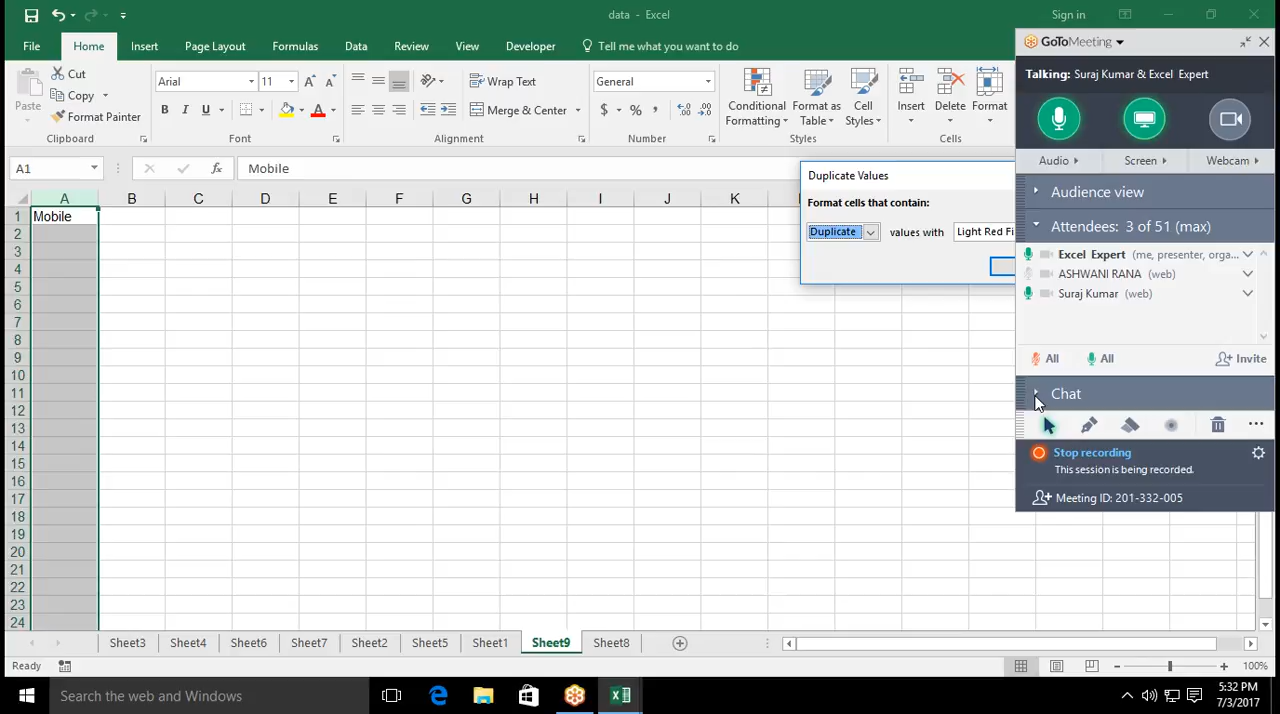 data - Excel
Sign in
File Home Insert Page Layout Formulas Data Review View Developer Tell me what you want to do
Paste
Cut
Copy
Format Painter
Clipboard
Arial 11
B I U
Font
Wrap Text
Merge & Center
Alignment
General
$ % ,
Number
Conditional Formatting
Format as Table
Cell Styles
Styles
Insert Delete Format
Cells
A1 fx Mobile
A B C D E F G H I J K
1 Mobile
2
3
4
5
6
7
8
9
10
11
12
13
14
15
16
17
18
19
20
21
22
23
24
Duplicate Values
Format cells that contain:
Duplicate values with Light Red Fi
GoToMeeting
Talking: Suraj Kumar & Excel Expert
Audio Screen Webcam
Audience view
Attendees: 3 of 51 (max)
Excel Expert (me, presenter, orga...
ASHWANI RANA (web)
Suraj Kumar (web)
All All Invite
Chat
Stop recording
This session is being recorded.
Meeting ID: 201-332-005
Sheet3 Sheet4 Sheet6 Sheet7 Sheet2 Sheet5 Sheet1 Sheet9 Sheet8
Ready
100%
Search the web and Windows
5:32 PM
7/3/2017